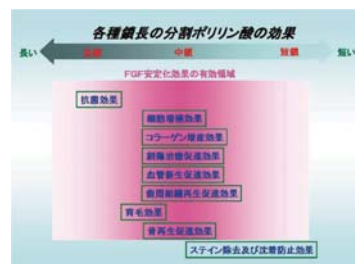 各種鎖長の分割ポリリン酸の効果
長い 長鎖 中鎖 短鎖 短い
FGF安定化効果の有効領域
抗菌効果
細胞増殖効果
コラーゲン増産効果
創傷治癒促進効果
血管新生促進効果
歯周組織再生促進効果
育毛効果
骨再生促進効果
ステイン除去及び沈着防止効果